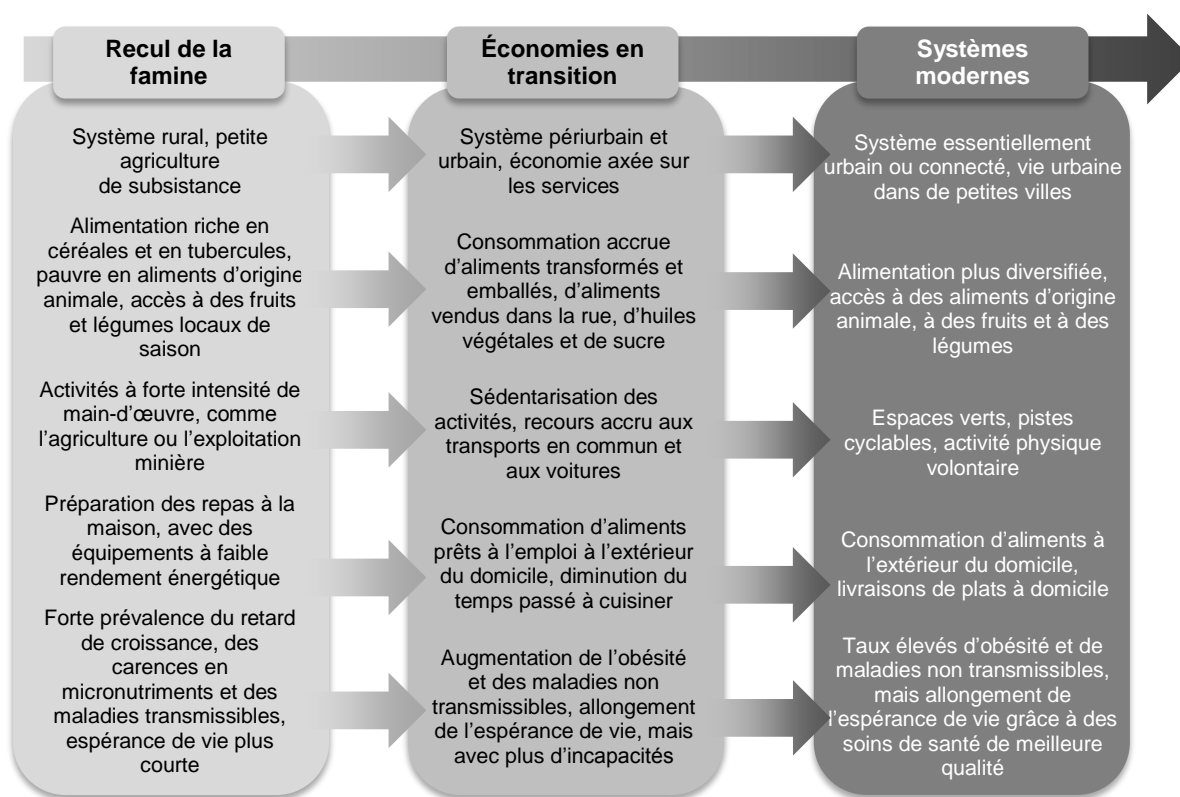 Recul de la
famine
Économies en
transition
Systèmes
modernes
Système rural, petite
agriculture
de subsistance
Système périurbain et
urbain, économie axée sur
les services
Système essentiellement
urbain ou connecté, vie urbaine
dans de petites villes
Alimentation riche en
céréales et en tubercules,
pauvre en aliments d’origine
animale, accès à des fruits
et légumes locaux de
saison
Consommation accrue
d’aliments transformés et
emballés, d’aliments
vendus dans la rue, d’huiles
végétales et de sucre
Alimentation plus diversifiée,
accès à des aliments d’origine
animale, à des fruits et à des
légumes
Activités à forte intensité de
main-d’œuvre, comme
l’agriculture ou l’exploitation
minière
Sédentarisation des
activités, recours accru aux
transports en commun et
aux voitures
Espaces verts, pistes
cyclables, activité physique
volontaire
Préparation des repas à la
maison, avec des
équipements à faible
rendement énergétique
Consommation d’aliments
prêts à l’emploi à l’extérieur
du domicile, diminution du
temps passé à cuisiner
Consommation d’aliments à
l’extérieur du domicile,
livraisons de plats à domicile
Forte prévalence du retard
de croissance, des
carences en
micronutriments et des
maladies transmissibles,
espérance de vie plus
courte
Augmentation de l’obésité
et des maladies non
transmissibles, allongement
de l’espérance de vie, mais
avec plus d’incapacités
Taux élevés d’obésité et de
maladies non transmissibles,
mais allongement de
l’espérance de vie grâce à des
soins de santé de meilleure
qualité